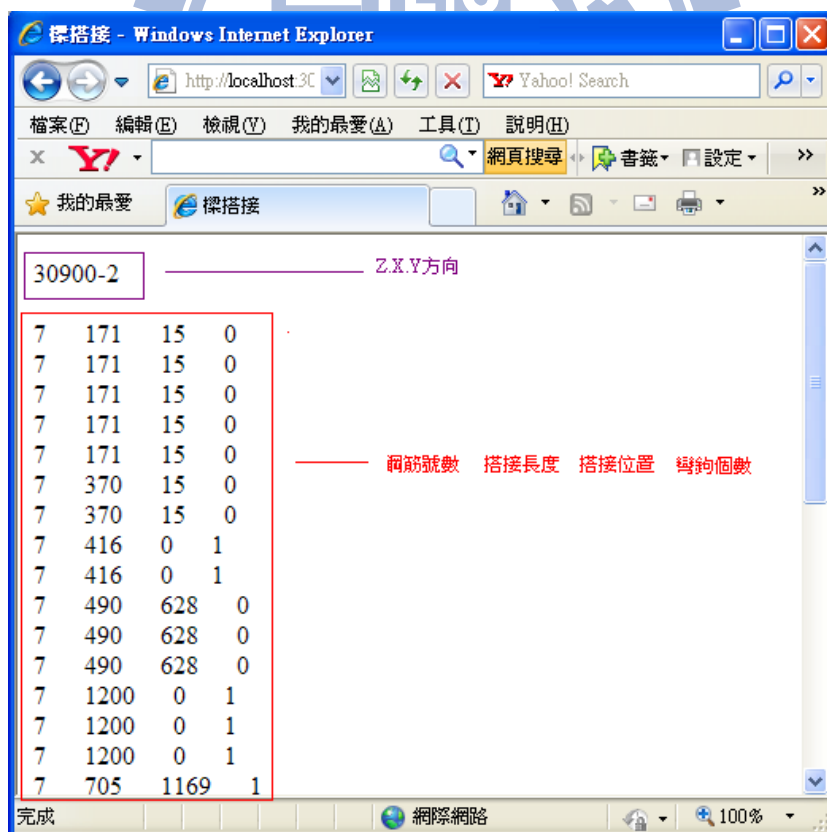 樑搭接 - Windows Internet Explorer
http://localhost:30
Yahoo! Search
檔案(F) 編輯(E) 檢視(V) 我的最愛(A) 工具(T) 說明(H)
x Y! 網頁搜尋 書籤 設定 »
我的最愛 樑搭接 »
30900-2 Z.X.Y方向
7 171 15 0
7 171 15 0
7 171 15 0
7 171 15 0
7 171 15 0
鋼筋號數 搭接長度 搭接位置 彎鉤個數
7 370 15 0
7 370 15 0
7 416 0 1
7 416 0 1
7 490 628 0
7 490 628 0
7 490 628 0
7 1200 0 1
7 1200 0 1
7 1200 0 1
7 705 1169 1
完成 網際網路 100%